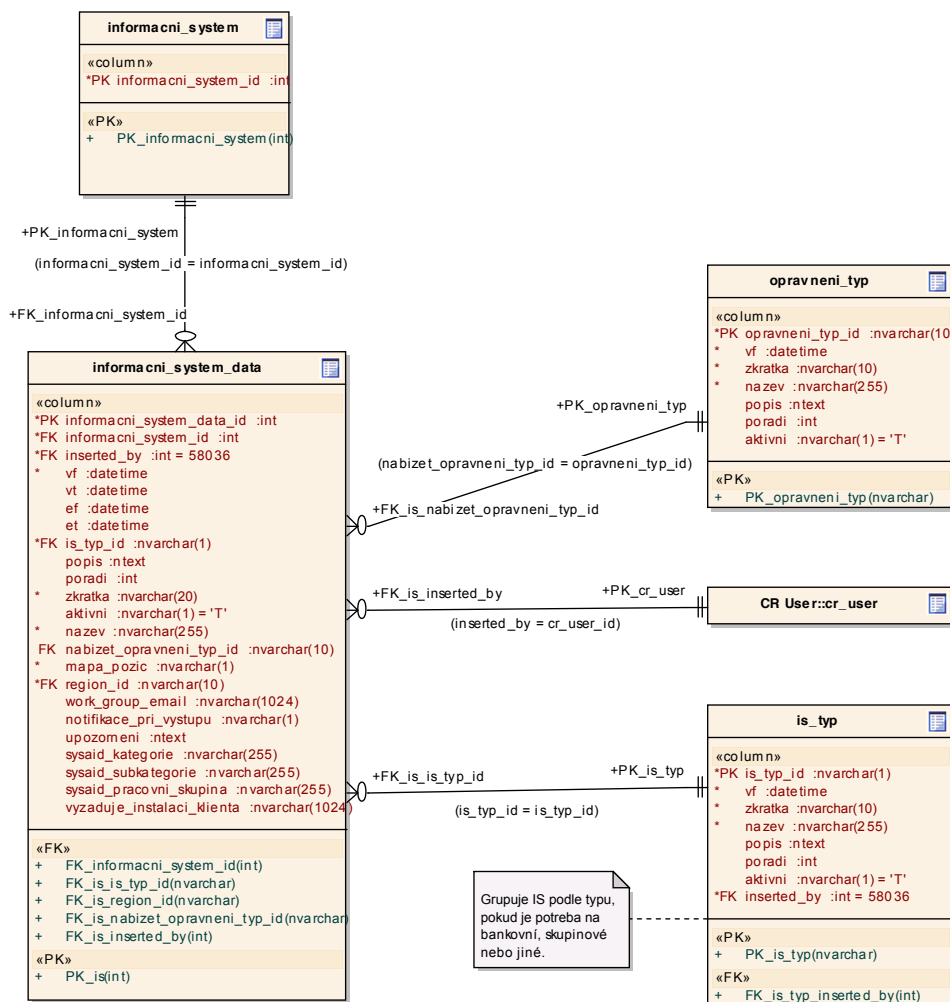 informacni_system
«column»
*PK informacni_system_id :int
«PK»
+ PK_informacni_system(int)
+PK_informacni_system
(informacni_system_id = informacni_system_id)
+FK_informacni_system_id
informacni_system_data
«column»
*PK informacni_system_data_id :int
*FK informacni_system_id :int
*FK inserted_by :int = 58036
* vf :datetime
vt :datetime
ef :datetime
et :datetime
*FK is_typ_id :nvarchar(1)
popis :ntext
poradi :int
* zkratka :nvarchar(20)
aktivni :nvarchar(1) = 'T'
* nazev :nvarchar(255)
FK nabizet_opravneni_typ_id :nvarchar(10)
* mapa_pozic :nvarchar(1)
*FK region_id :nvarchar(10)
work_group_email :nvarchar(1024)
notifikace_pri_vystupu :nvarchar(1)
upozorneni :ntext
sysaid_kategorie :nvarchar(255)
sysaid_subkategorie :nvarchar(255)
sysaid_pracovni_skupina :nvarchar(255)
vyzaduje_instalaci_klienta :nvarchar(1024)
«FK»
+ FK_informacni_system_id(int)
+ FK_is_is_typ_id(nvarchar)
+ FK_is_region_id(nvarchar)
+ FK_is_nabizet_opravneni_typ_id(nvarchar)
+ FK_is_inserted_by(int)
«PK»
+ PK_is(int)
opravneni_typ
«column»
*PK opravneni_typ_id :nvarchar(10
* vf :datetime
* zkratka :nvarchar(10)
* nazev :nvarchar(255)
popis :ntext
poradi :int
aktivni :nvarchar(1) = 'T'
«PK»
+ PK_opravneni_typ(nvarchar)
+PK_opravneni_typ
(nabizet_opravneni_typ_id = opravneni_typ_id)
+FK_is_nabizet_opravneni_typ_id
+FK_is_inserted_by
+PK_cr_user
(inserted_by = cr_user_id)
CR User::cr_user
+FK_is_is_typ_id
+PK_is_typ
(is_typ_id = is_typ_id)
is_typ
«column»
*PK is_typ_id :nvarchar(1)
* vf :datetime
* zkratka :nvarchar(10)
* nazev :nvarchar(255)
popis :ntext
poradi :int
aktivni :nvarchar(1) = 'T'
*FK inserted_by :int = 58036
«PK»
+ PK_is_typ(nvarchar)
«FK»
+ FK_is_typ_inserted_by(int)
Grupuje IS podle typu,
pokud je potreba na
bankovní, skupinové
nebo jiné.